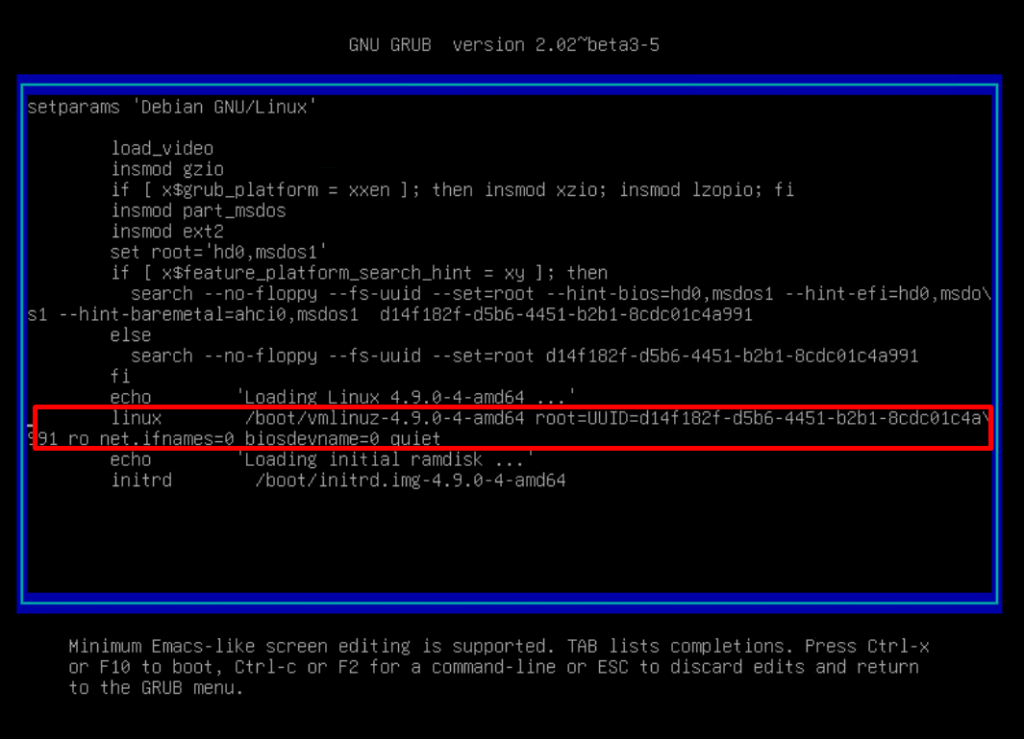 GNU GRUB  version 2.02~beta3-5
setparams 'Debian GNU/Linux'
load_video
insmod gzio
if [ x$grub_platform = xxen ]; then insmod xzio; insmod lzopio; fi
insmod part_msdos
insmod ext2
set root='hd0,msdos1'
if [ x$feature_platform_search_hint = xy ]; then
search --no-floppy --fs-uuid --set=root --hint-bios=hd0,msdos1 --hint-efi=hd0,msdo\
s1 --hint-baremetal=ahci0,msdos1  d14f182f-d5b6-4451-b2b1-8cdc01c4a991
else
search --no-floppy --fs-uuid --set=root d14f182f-d5b6-4451-b2b1-8cdc01c4a991
fi
echo        'Loading Linux 4.9.0-4-amd64 ...'
linux        /boot/vmlinuz-4.9.0-4-amd64 root=UUID=d14f182f-d5b6-4451-b2b1-8cdc01c4a\
991 ro net.ifnames=0 biosdevname=0 quiet
echo        'Loading initial ramdisk ...'
initrd        /boot/initrd.img-4.9.0-4-amd64
Minimum Emacs-like screen editing is supported. TAB lists completions. Press Ctrl-x
or F10 to boot, Ctrl-c or F2 for a command-line or ESC to discard edits and return
to the GRUB menu.